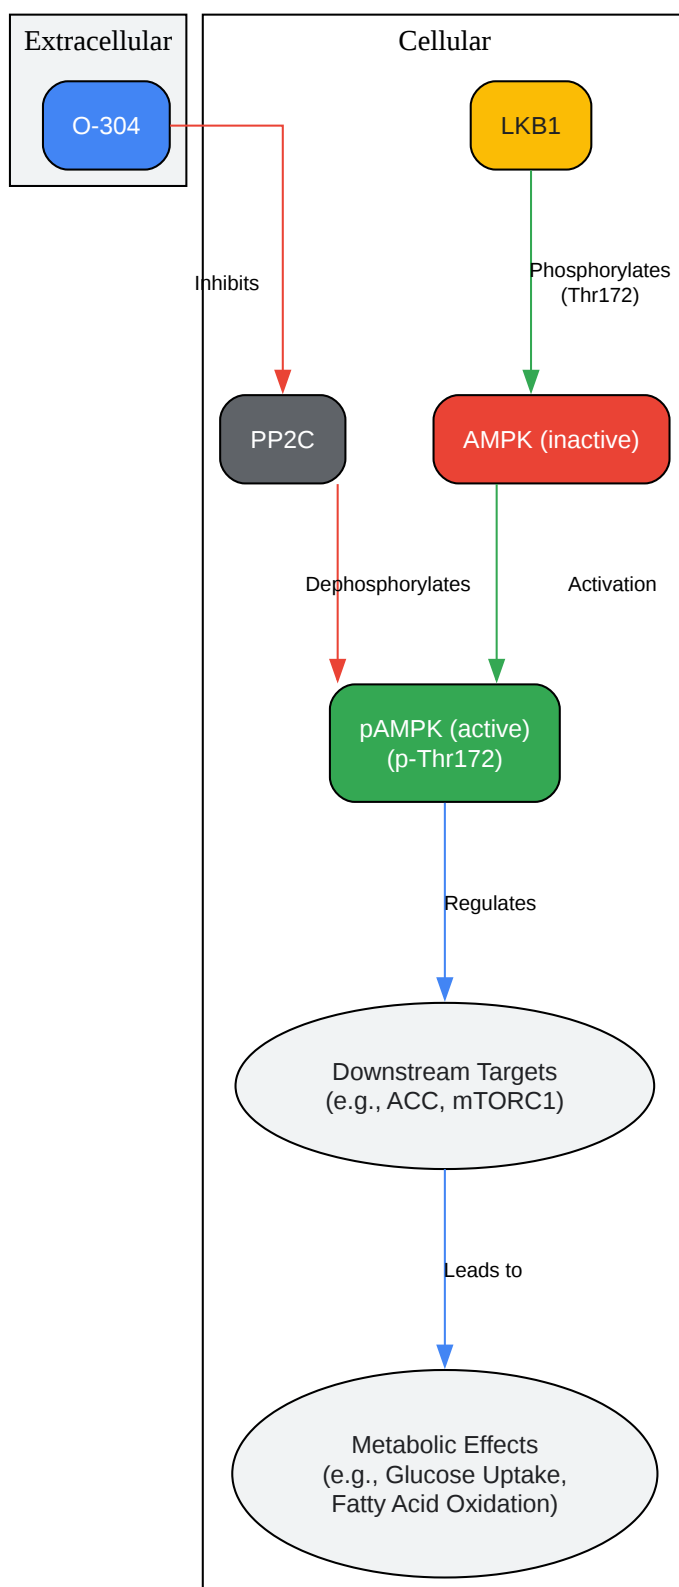 Extracellular
Cellular
O-304
LKB1
Inhibits
Phosphorylates
(Thr172)
PP2C
AMPK (inactive)
Dephosphorylates
Activation
pAMPK (active)
(p-Thr172)
Regulates
Downstream Targets
(e.g., ACC, mTORC1)
Leads to
Metabolic Effects
(e.g., Glucose Uptake,
Fatty Acid Oxidation)